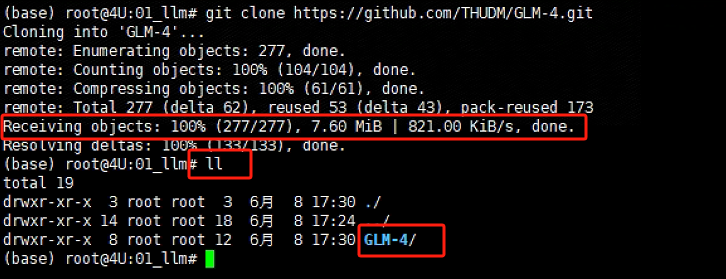 (base) root@4U:01_llm# git clone https://github.com/THUDM/GLM-4.git
Cloning into 'GLM-4'...
remote: Enumerating objects: 277, done.
remote: Counting objects: 100% (104/104), done.
remote: Compressing objects: 100% (61/61), done.
remote: Total 277 (delta 62), reused 53 (delta 43), pack-reused 173
Receiving objects: 100% (277/277), 7.60 MiB | 821.00 KiB/s, done.
Resolving deltas: 100% (133/133), done.
(base) root@4U:01_llm# ll
total 19
drwxr-xr-x 3 root root 3 6月 8 17:30 ./
drwxr-xr-x 14 root root 18 6月 8 17:24 ../
drwxr-xr-x 8 root root 12 6月 8 17:30 GLM-4/
(base) root@4U:01_llm#